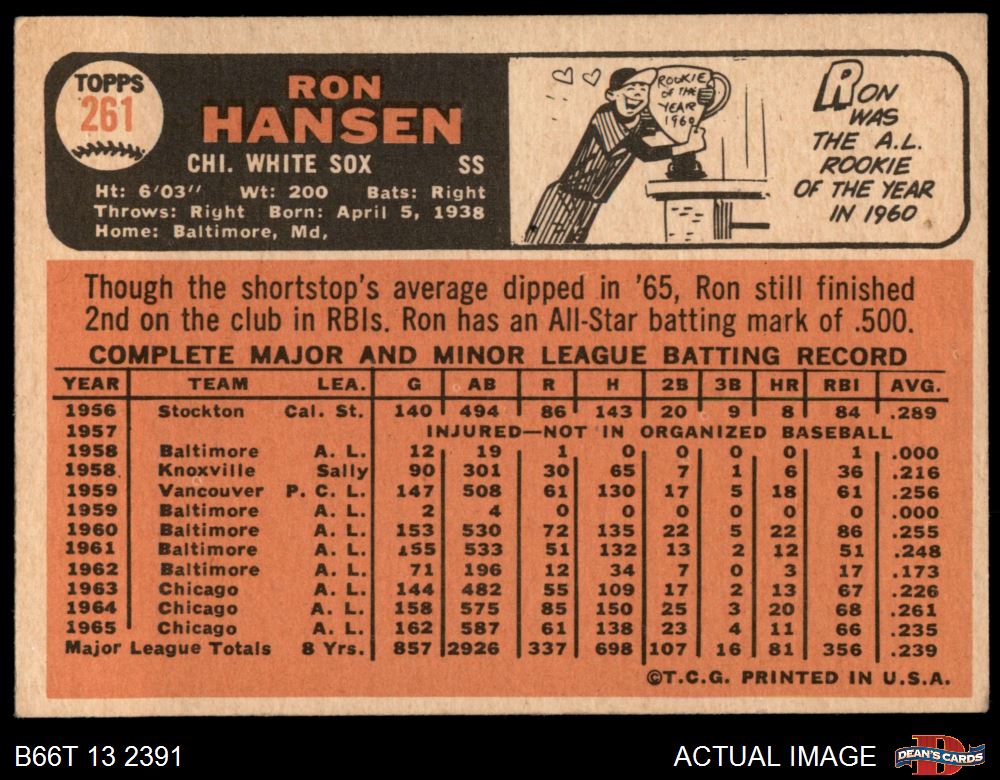 TOPPS
261
RON
HANSEN
CHI. WHITE SOX SS
Ht: 6'03" Wt: 200 Bats: Right
Throws: Right Born: April 5, 1938
Home: Baltimore, Md,
ROOKIE
OF THE
YEAR
1960
RON
WAS
THE A.L.
ROOKIE
OF THE YEAR
IN 1960
Though the shortstop's average dipped in '65, Ron still finished
2nd on the club in RBIs. Ron has an All-Star batting mark of .500.
COMPLETE MAJOR AND MINOR LEAGUE BATTING RECORD
YEAR TEAM LEA. G AB R H 2B 3B HR RBI AVG.
1956 Stockton Cal. St. 140 494 86 143 20 9 8 84 .289
1957 INJURED—NOT IN ORGANIZED BASEBALL
1958 Baltimore A. L. 12 19 1 0 0 0 0 1 .000
1958 Knoxville Sally 90 301 30 65 7 1 6 36 .216
1959 Vancouver P. C. L. 147 508 61 130 17 5 18 61 .256
1959 Baltimore A. L. 2 4 0 0 0 0 0 0 .000
1960 Baltimore A. L. 153 530 72 135 22 5 22 86 .255
1961 Baltimore A. L. 155 533 51 132 13 2 12 51 .248
1962 Baltimore A. L. 71 196 12 34 7 0 3 17 .173
1963 Chicago A. L. 144 482 55 109 17 2 13 67 .226
1964 Chicago A. L. 158 575 85 150 25 3 20 68 .261
1965 Chicago A. L. 162 587 61 138 23 4 11 66 .235
Major League Totals 8 Yrs. 857 2926 337 698 107 16 81 356 .239
©T.C.G. PRINTED IN U.S.A.
B66T 13 2391
ACTUAL IMAGE
DEAN'S CARDS